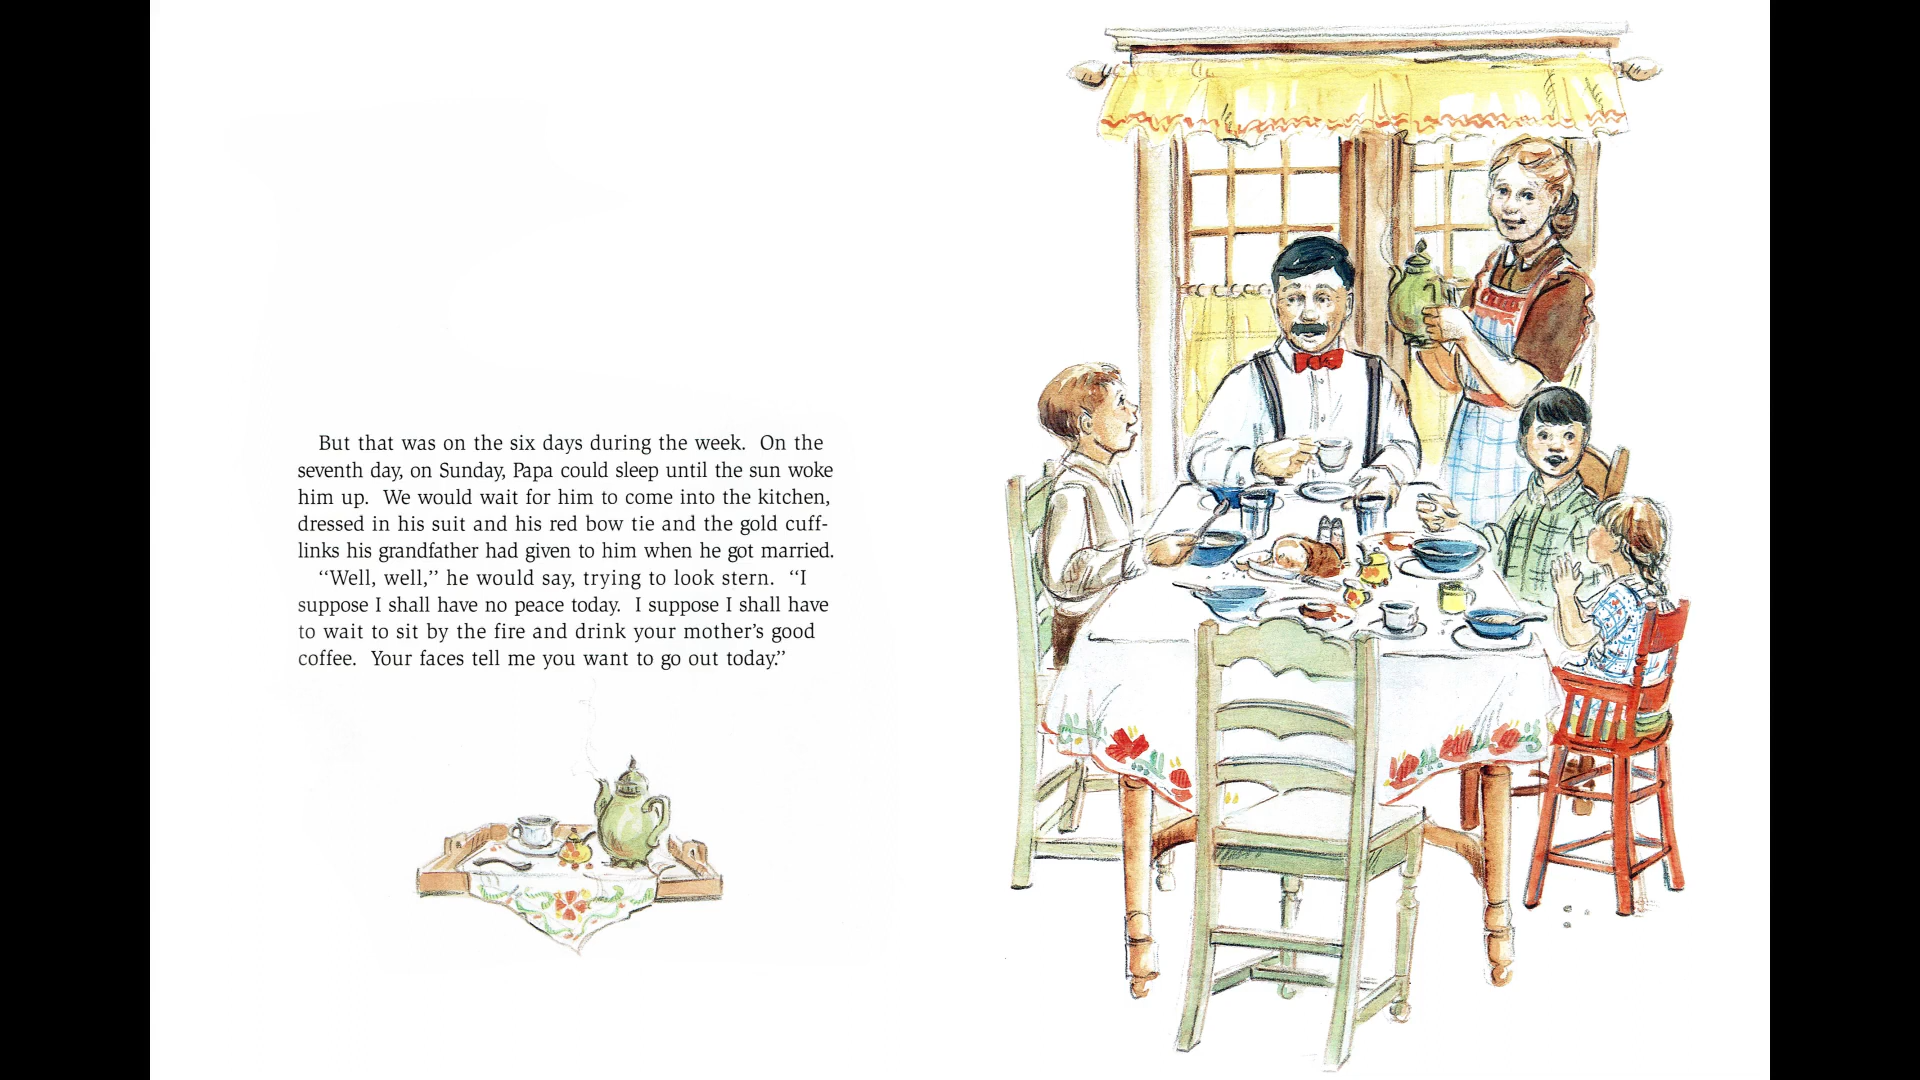 But that was on the six days during the week. On the
seventh day, on Sunday, Papa could sleep until the sun woke
him up. We would wait for him to come into the kitchen,
dressed in his suit and his red bow tie and the gold cuff-
links his grandfather had given to him when he got married.
“Well, well,” he would say, trying to look stern. “I
suppose I shall have no peace today. I suppose I shall have
to wait to sit by the fire and drink your mother’s good
coffee. Your faces tell me you want to go out today.”